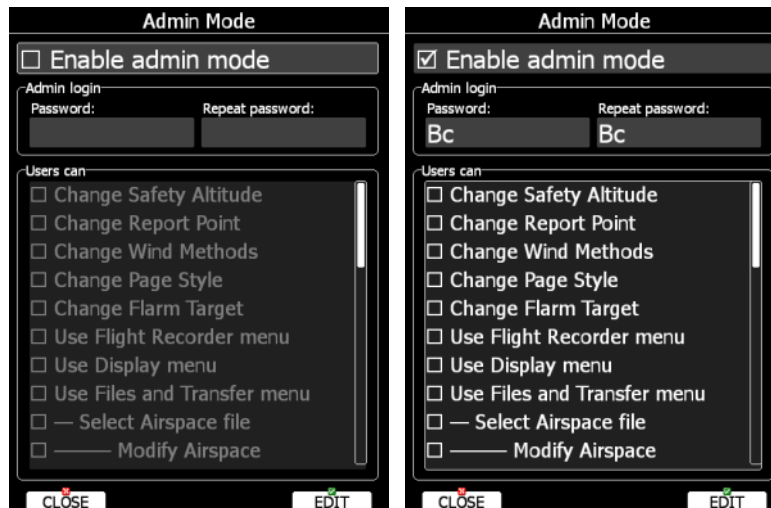 Admin Mode
Enable admin mode
Admin login
Password: Repeat password:
Users can
Change Safety Altitude
Change Report Point
Change Wind Methods
Change Page Style
Change Flarm Target
Use Flight Recorder menu
Use Display menu
Use Files and Transfer menu
— Select Airspace file
——— Modify Airspace
CLOSE EDIT
Admin Mode
Enable admin mode
Admin login
Password: Repeat password:
Bc Bc
Users can
Change Safety Altitude
Change Report Point
Change Wind Methods
Change Page Style
Change Flarm Target
Use Flight Recorder menu
Use Display menu
Use Files and Transfer menu
— Select Airspace file
——— Modify Airspace
CLOSE EDIT